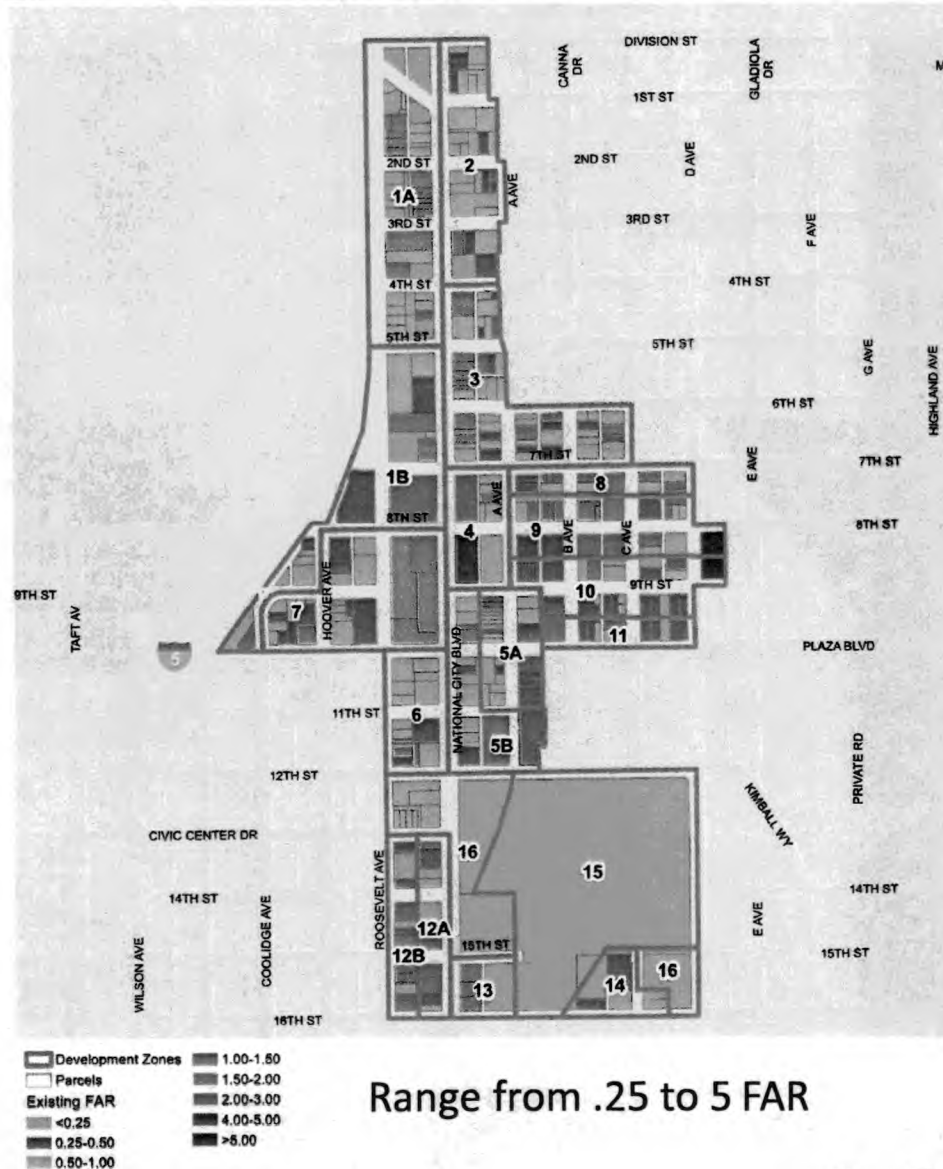 DIVISION ST
CANNA DR
GLADIOLA DR
M
1ST ST
2ND ST
2
2ND ST
D AVE
1A
A AVE
3RD ST
3RD ST
F AVE
4TH ST
4TH ST
5TH ST
5TH ST
G AVE
HIGHLAND AVE
3
6TH ST
7TH ST
7TH ST
E AVE
1B
8
A AVE
8TH ST
8TH ST
4
9
B AVE
C AVE
9TH ST
9TH ST
10
7
HOOVER AVE
11
TAFT AV
5
NATIONAL CITY BLVD
5A
PLAZA BLVD
11TH ST
6
5B
PRIVATE RD
12TH ST
KIMBALL WY
CIVIC CENTER DR
16
15
ROOSEVELT AVE
14TH ST
14TH ST
COOLIDGE AVE
12A
E AVE
WILSON AVE
15TH ST
15TH ST
12B
13
14
16
16TH ST
Development Zones
Parcels
Existing FAR
<0.25
0.25-0.50
0.50-1.00
1.00-1.50
1.50-2.00
2.00-3.00
4.00-5.00
>5.00
Range from .25 to 5 FAR